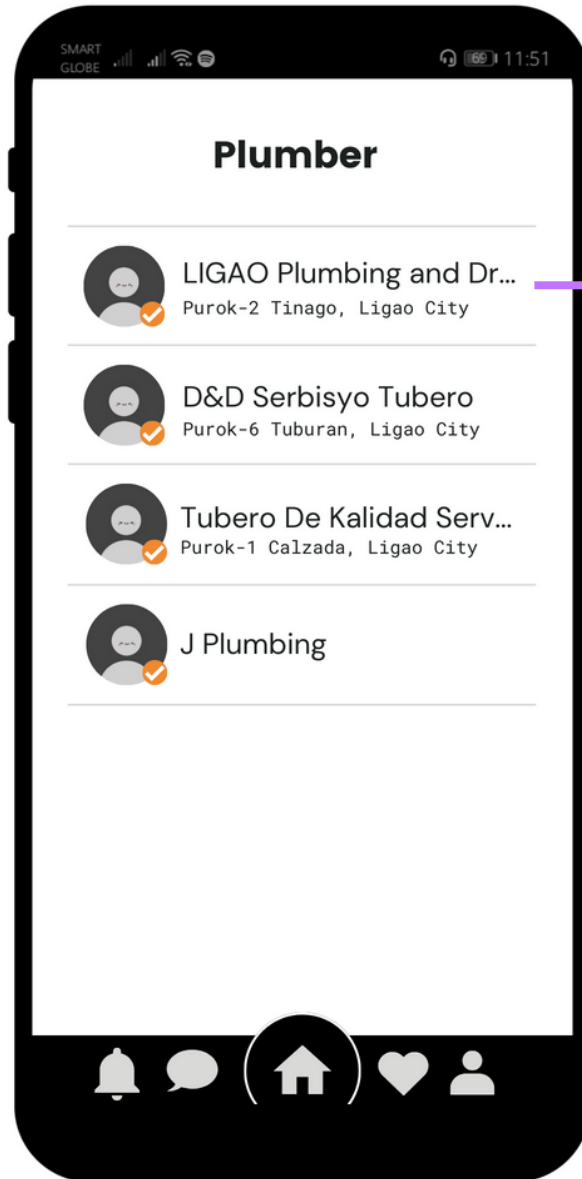 SMART
GLOBE
69 11:51
Plumber
LIGAO Plumbing and Dr...
Purok-2 Tinago, Ligao City
D&D Serbisyo Tubero
Purok-6 Tuburan, Ligao City
Tubero De Kalidad Serv...
Purok-1 Calzada, Ligao City
J Plumbing